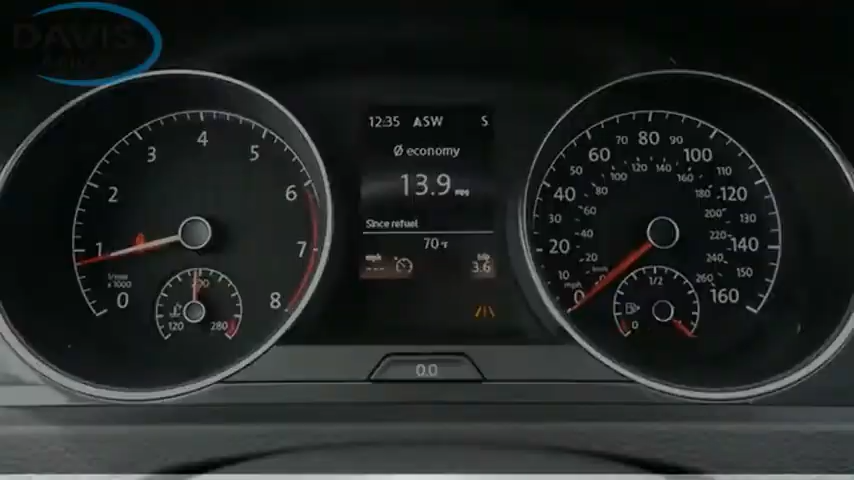 DAVIS
12:35 ASW S
Ø economy
13.9 mpg
Since refuel
70°F
mph trip
--- 3.6
0.0
0 1 2 3 4 5 6 7 8
1/min
x 1000
120 200 280
0 10 20 30 40 50 60 70 80 90 100 110 120 130 140 150 160
mph
20 40 60 80 100 120 140 160 180 200 220 240 260
km/h
0 1/2